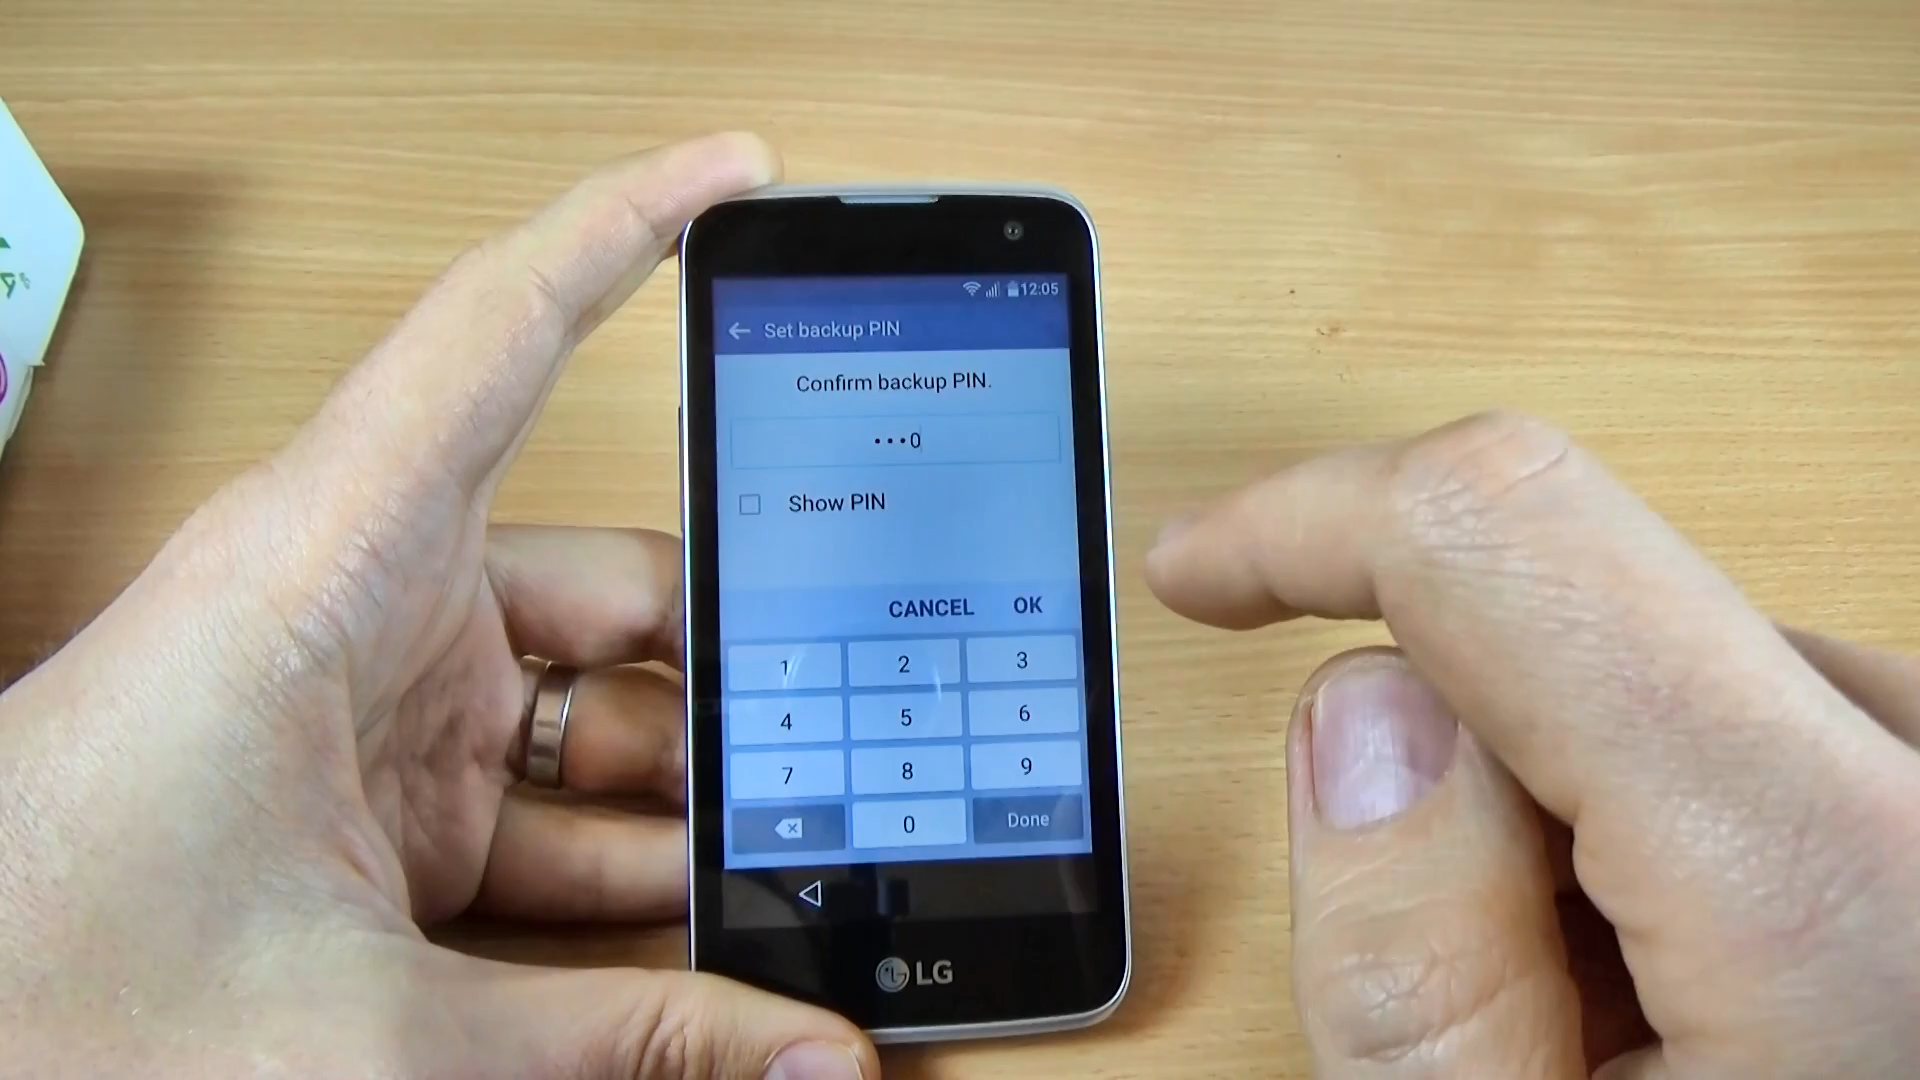 12:05
Set backup PIN
Confirm backup PIN.
•••0
Show PIN
CANCEL OK
1 2 3
4 5 6
7 8 9
0 Done
LG